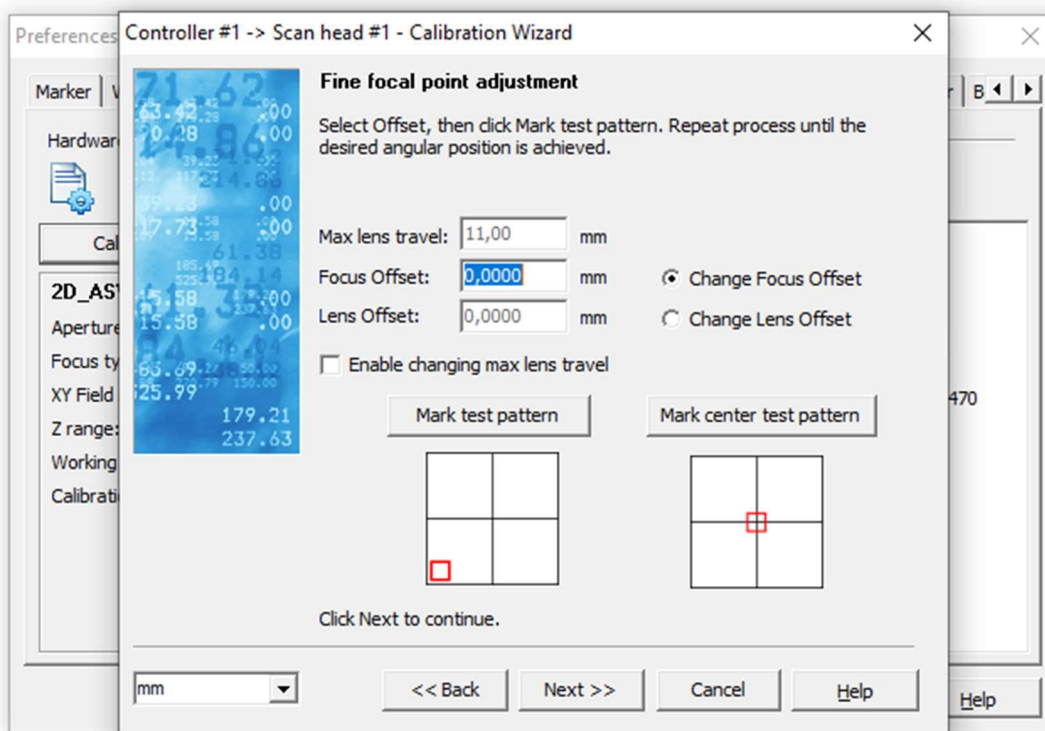 Preferences
Controller #1 -> Scan head #1 - Calibration Wizard
Marker
B
Hardwar
Cal
2D_AS
Aperture
Focus ty
XY Field
470
Z range:
Working
Calibrati
Fine focal point adjustment
Select Offset, then click Mark test pattern. Repeat process until the
desired angular position is achieved.
Max lens travel: 11,00 mm
Focus Offset: 0,0000 mm Change Focus Offset
Lens Offset: 0,0000 mm Change Lens Offset
Enable changing max lens travel
Mark test pattern Mark center test pattern
Click Next to continue.
179.21
237.63
mm << Back Next >> Cancel Help
Help